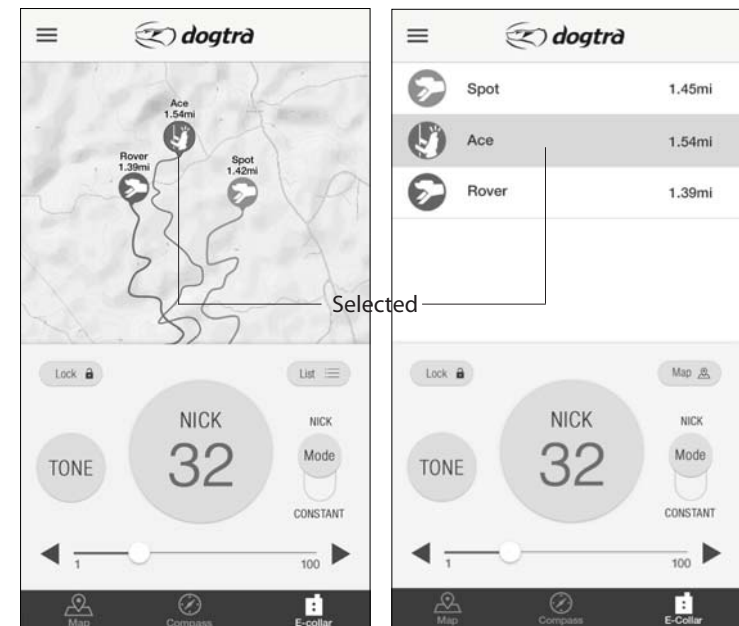 dogtra
Ace
1.54mi
Rover
1.39mi
Spot
1.42mi
Lock
List
NICK
32
TONE
NICK
Mode
CONSTANT
1
100
Map
Compass
E-collar
Selected
dogtra
Spot 1.45mi
Ace 1.54mi
Rover 1.39mi
Lock
Map
NICK
32
TONE
NICK
Mode
CONSTANT
1
100
Map
Compass
E-Collar